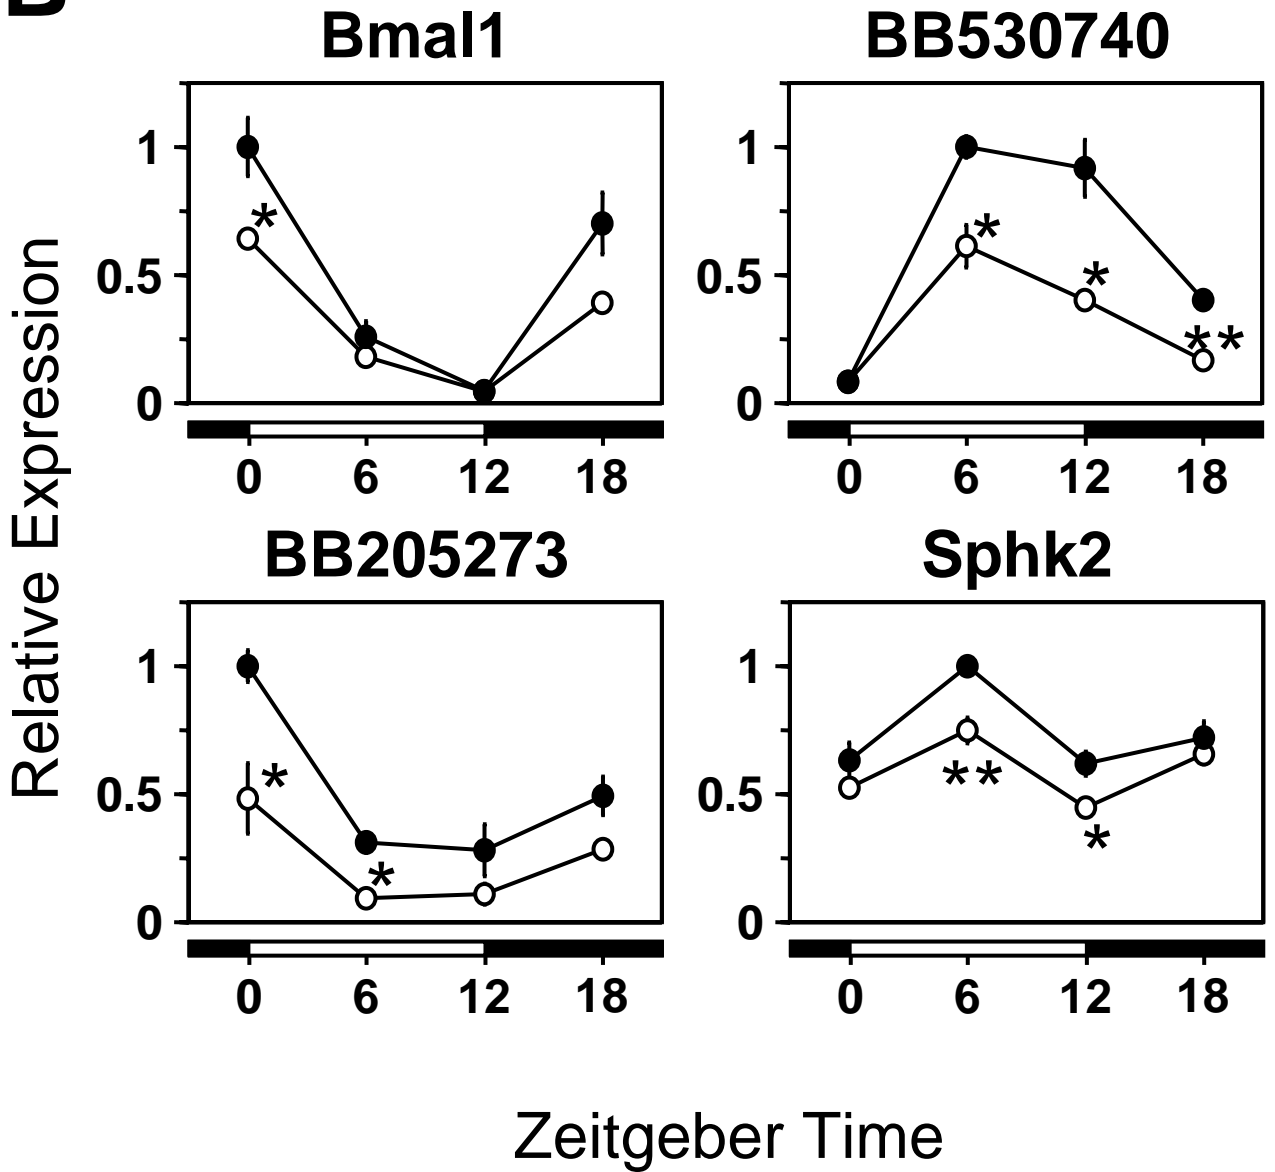 B
Bmal1 BB530740
1 1
* *
*
0.5 0.5
**
0 0
0 6 12 18 0 6 12 18
Relative Expression
BB205273 Sphk2
1 1
* **
0.5 0.5
* *
0 0
0 6 12 18 0 6 12 18
Zeitgeber Time